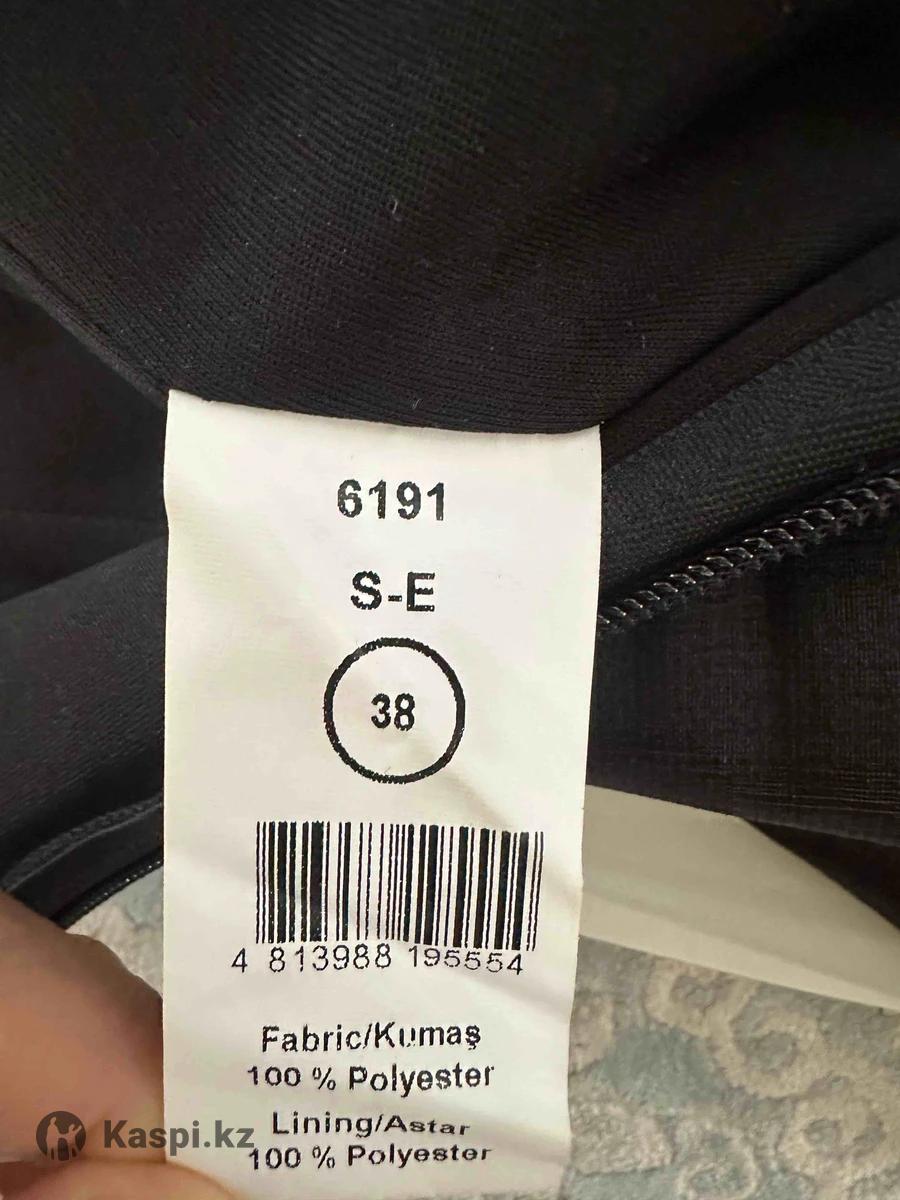 6191
S-E
38
4 813988 195554
Fabric/Kumaş
100 % Polyester
Lining/Astar
100 % Polyester
Kaspi.kz